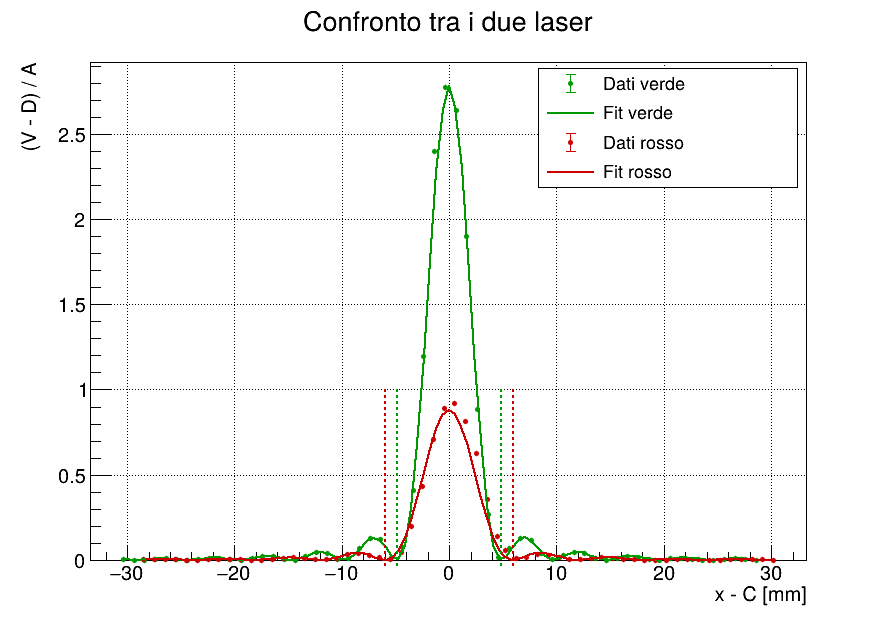 Confronto tra i due laser
(V - D) / A
Dati verde
Fit verde
Dati rosso
Fit rosso
2.5
2
1.5
1
0.5
0
−30 −20 −10 0 10 20 30
x - C [mm]